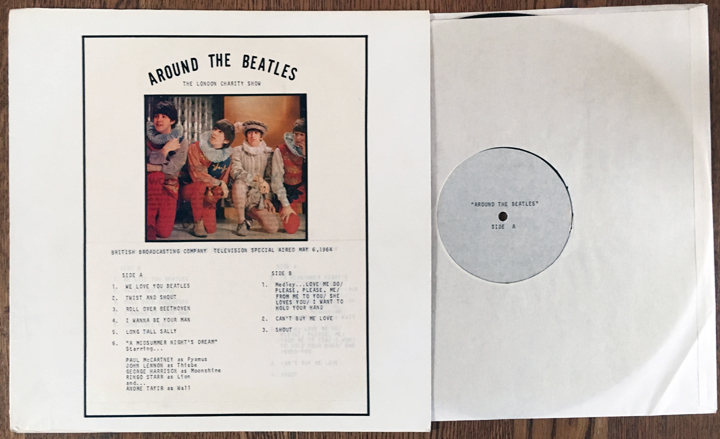 AROUND THE BEATLES
THE LONDON CHARITY SHOW
BRITISH BROADCASTING COMPANY TELEVISION SPECIAL AIRED MAY 6,1964
SIDE A
1. WE LOVE YOU BEATLES
2. TWIST AND SHOUT
3. ROLL OVER BEETHOVEN
4. I WANNA BE YOUR MAN
5. LONG TALL SALLY
6. "A MIDSUMMER NIGHT'S DREAM"
Starring...
PAUL McCARTNEY as Pyamus
JOHN LENNON as Thisbe
GEORGE HARRISON as Moonshine
RINGO STARR as Lion
and...
ANDRE TAFIR as Wall
SIDE B
1. Medley...LOVE ME DO/
PLEASE, PLEASE, ME/
FROM ME TO YOU/ SHE
LOVES YOU/ I WANT TO
HOLD YOUR HAND
2. CAN'T BUY ME LOVE
3. SHOUT
"AROUND THE BEATLES"
SIDE A